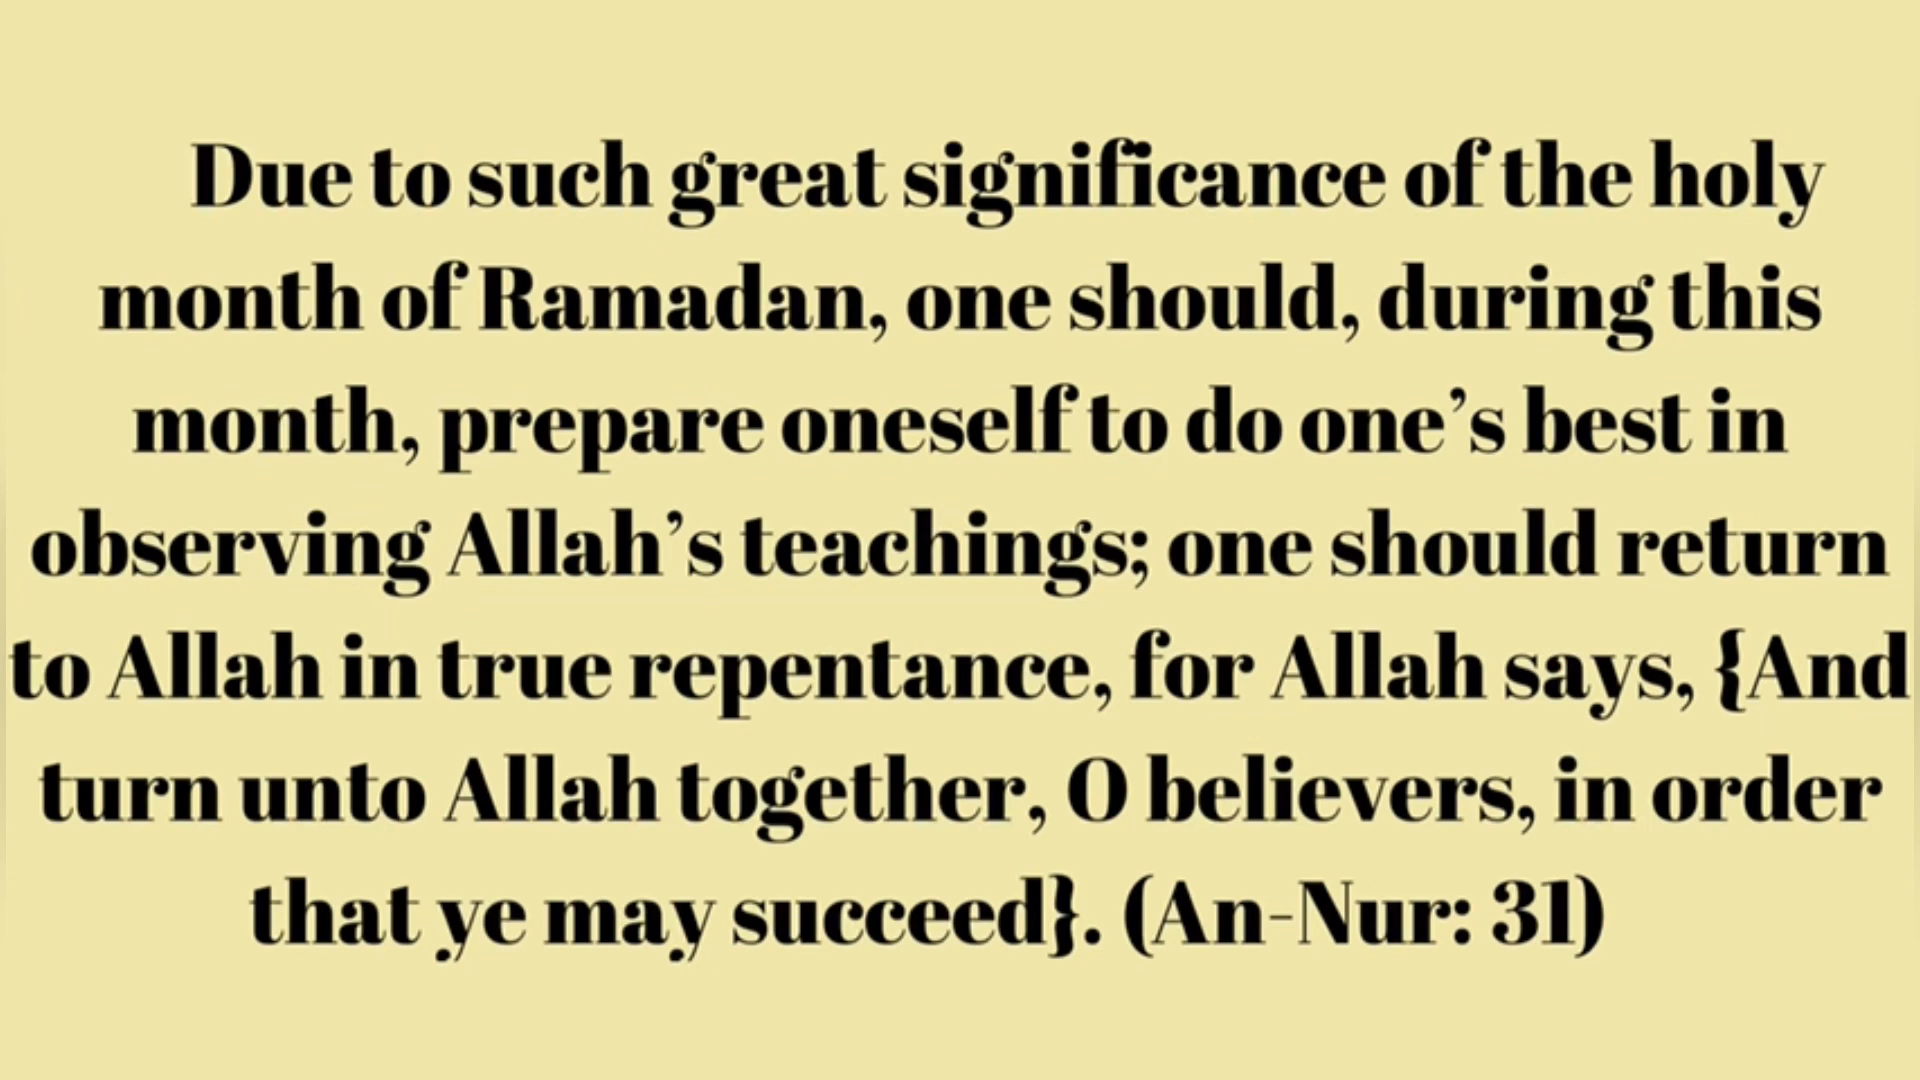 Due to such great significance of the holy
month of Ramadan, one should, during this
month, prepare oneself to do one’s best in
observing Allah’s teachings; one should return
to Allah in true repentance, for Allah says, {And
turn unto Allah together, O believers, in order
that ye may succeed}. (An-Nur: 31)